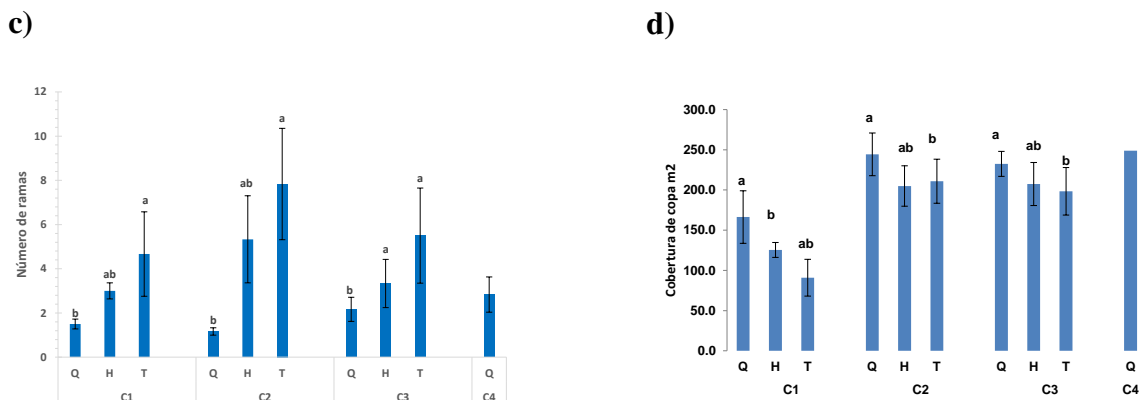 c)
d)
Número de ramas
12
10
8
6
4
2
0
b
ab
a
b
ab
a
b
a
a
Q H T Q H T Q H T Q
C1 C2 C3 C4
Cobertura de copa m2
300.0
250.0
200.0
150.0
100.0
50.0
0.0
a
b
ab
a
ab
b
a
ab
b
Q H T Q H T Q H T Q
C1 C2 C3 C4